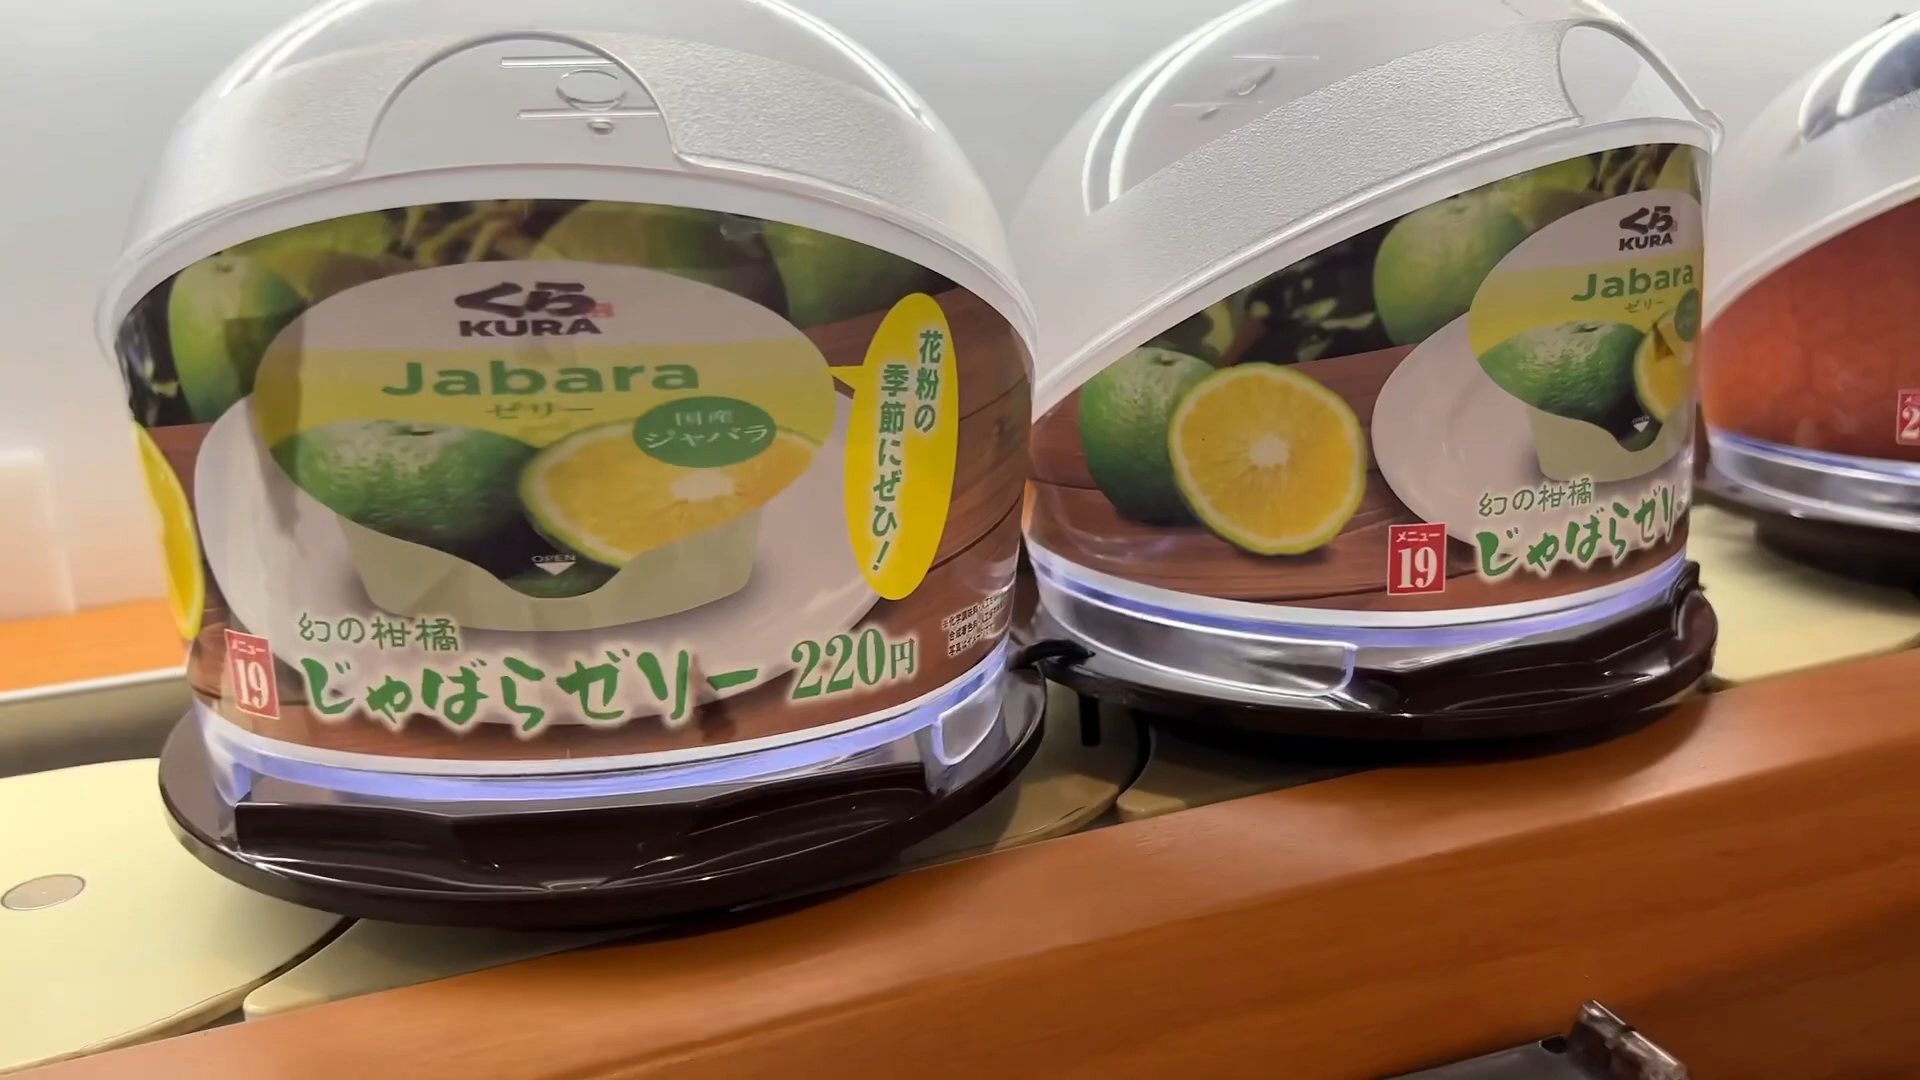 くら
KURA
Jabara
ゼリー
国産
ジャバラ
OPEN
花粉の
季節にぜひ!
メニュー
19
幻の柑橘
じゃばらゼリー 220円
くら
KURA
Jabara
ゼリー
メニュー
19
幻の柑橘
じゃばらゼリー